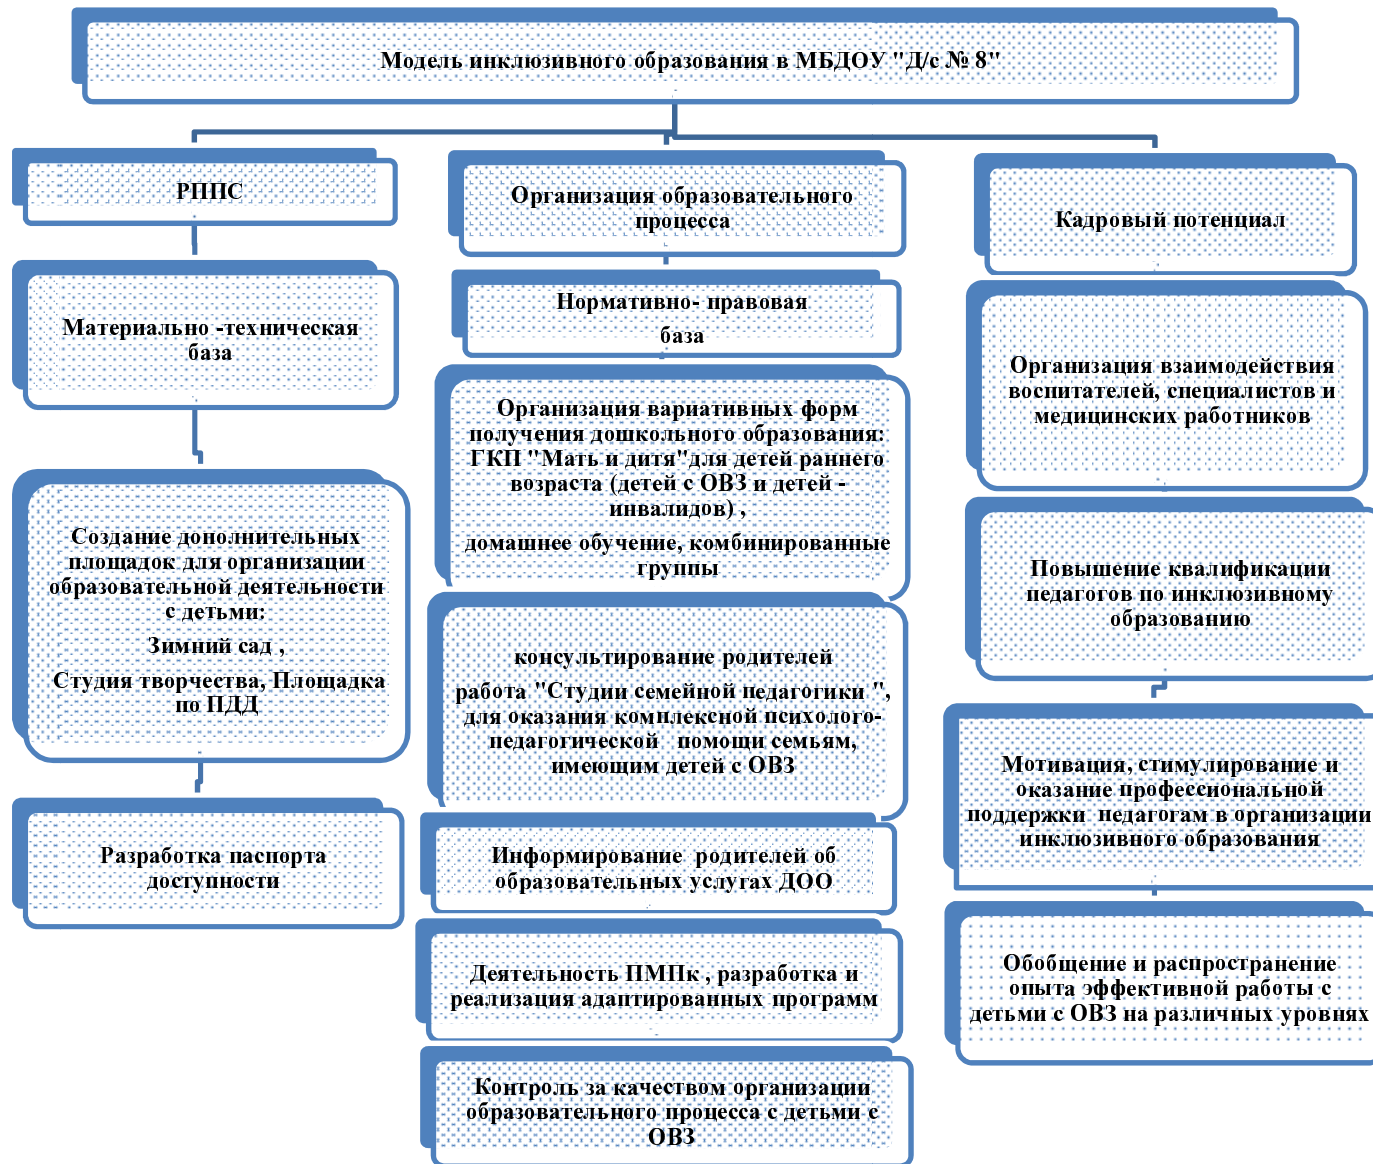 Модель инклюзивного образования в МБДОУ "Д/с № 8"
РППС
Материально -техническая
база
Создание дополнительных
площадок для организации
образовательной деятельности
с детьми:
Зимний сад ,
Студия творчества, Площадка
по ПДД
Разработка паспорта
доступности
Организация образовательного
процесса
Нормативно- правовая
база
Организация вариативных форм
получения дошкольного образования:
ГКП "Мать и дитя"для детей раннего
возраста (детей с ОВЗ и детей -
инвалидов) ,
домашнее обучение, комбинированные
группы
консультирование родителей
работа "Студии семейной педагогики ",
для оказания комплексной психолого-
педагогической помощи семьям,
имеющим детей с ОВЗ
Информирование родителей об
образовательных услугах ДОО
Деятельность ПМПк , разработка и
реализация адаптированных программ
Контроль за качеством организации
образовательного процесса с детьми с
ОВЗ
Кадровый потенциал
Организация взаимодействия
воспитателей, специалистов и
медицинских работников
Повышение квалификации
педагогов по инклюзивному
образованию
Мотивация, стимулирование и
оказание профессиональной
поддержки педагогам в организации
инклюзивного образования
Обобщение и распространение
опыта эффективной работы с
детьми с ОВЗ на различных уровнях